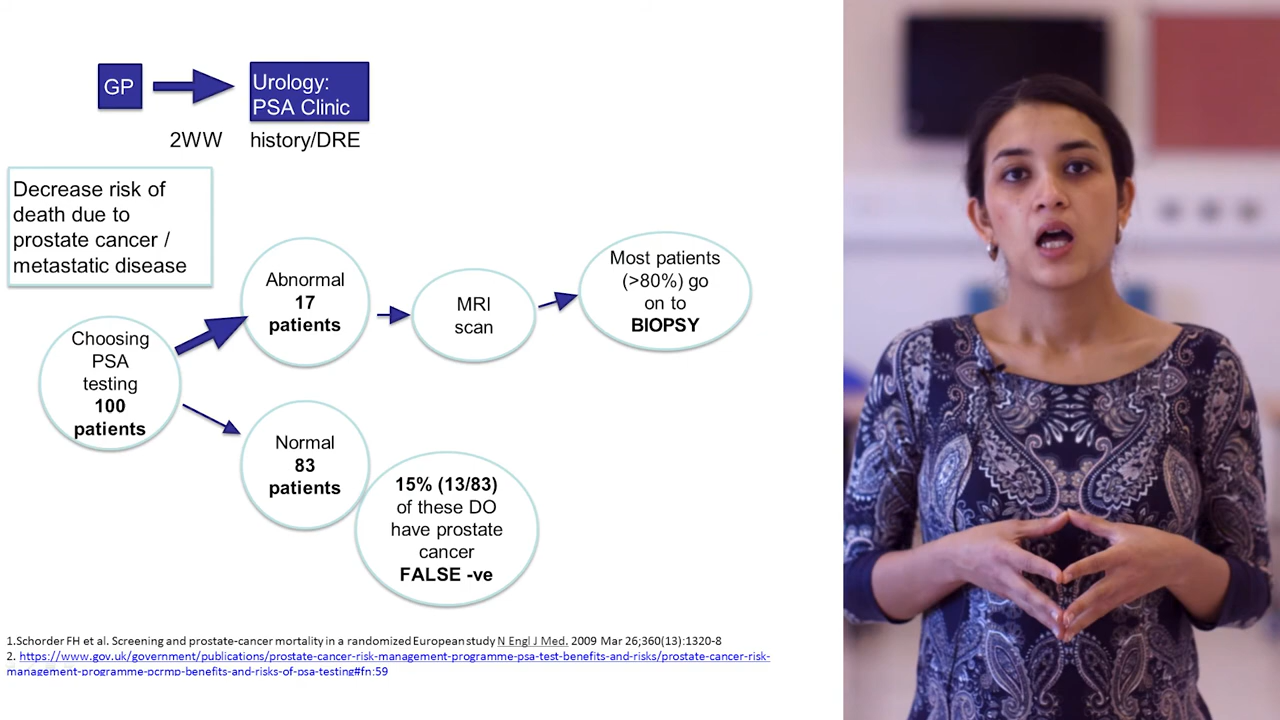 GP
Urology:
PSA Clinic
2WW
history/DRE
Decrease risk of
death due to
prostate cancer /
metastatic disease
Choosing
PSA
testing
100
patients
Abnormal
17
patients
MRI
scan
Most patients
(>80%) go
on to
BIOPSY
Normal
83
patients
15% (13/83)
of these DO
have prostate
cancer
FALSE -ve
1.Schorder FH et al. Screening and prostate-cancer mortality in a randomized European study N Engl J Med. 2009 Mar 26;360(13):1320-8
2. https://www.gov.uk/government/publications/prostate-cancer-risk-management-programme-psa-test-benefits-and-risks/prostate-cancer-risk-
management-programme-pcrmp-benefits-and-risks-of-psa-testing#fn:59